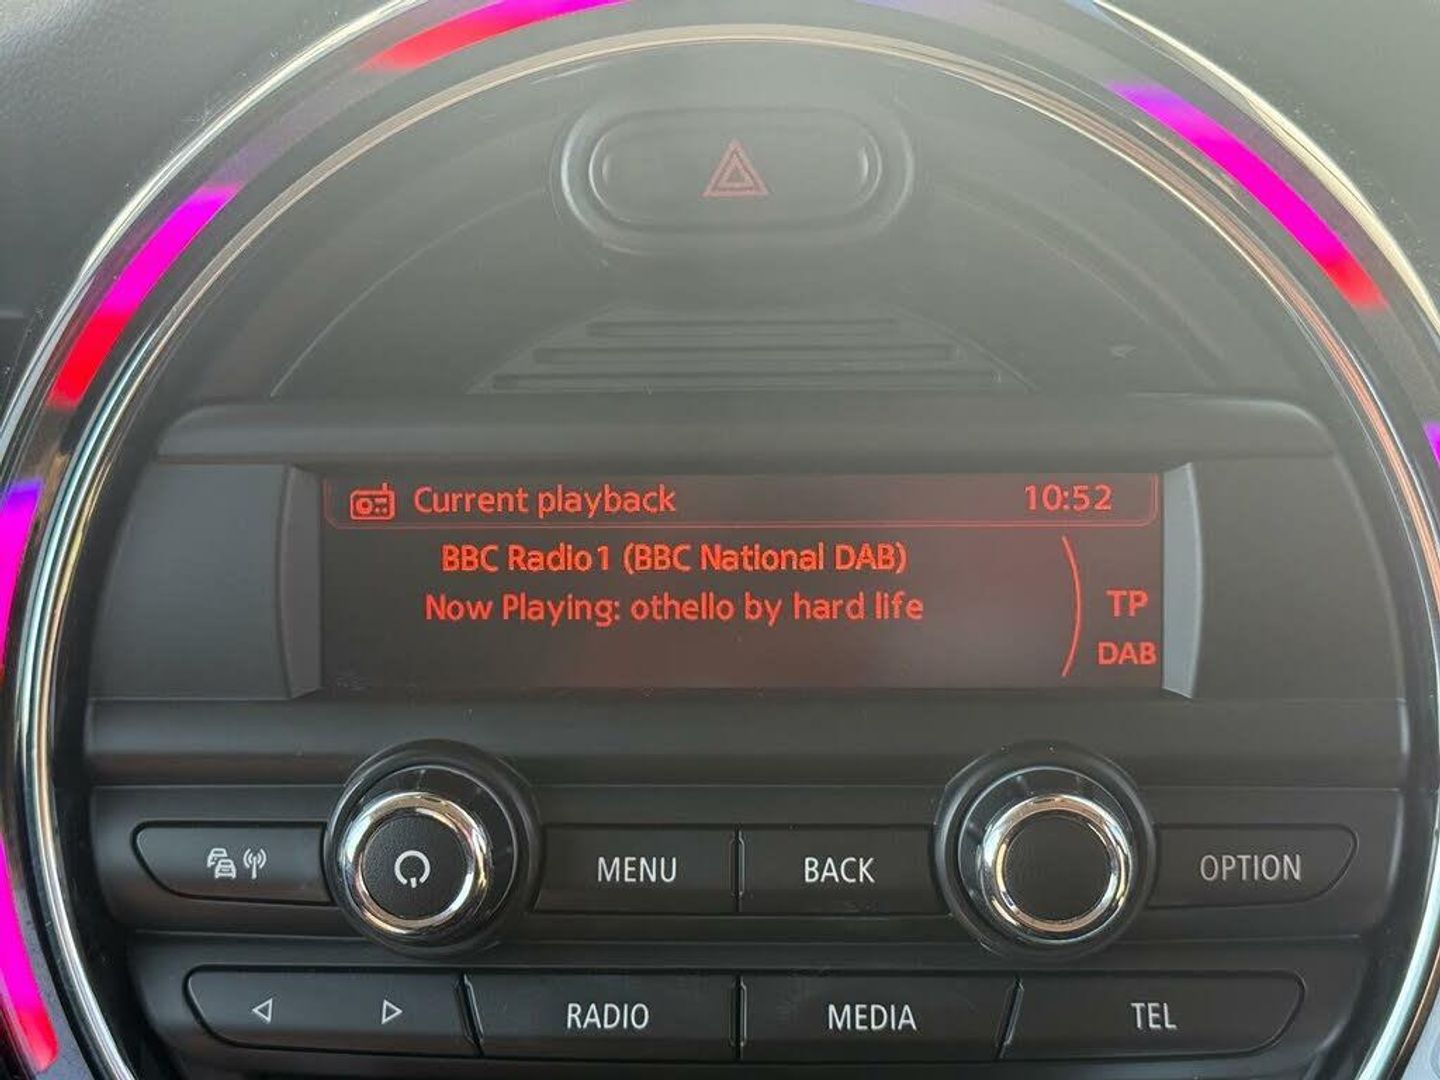 Current playback 10:52
BBC Radio1 (BBC National DAB)
Now Playing: othello by hard life
TP
DAB
MENU BACK OPTION
RADIO MEDIA TEL